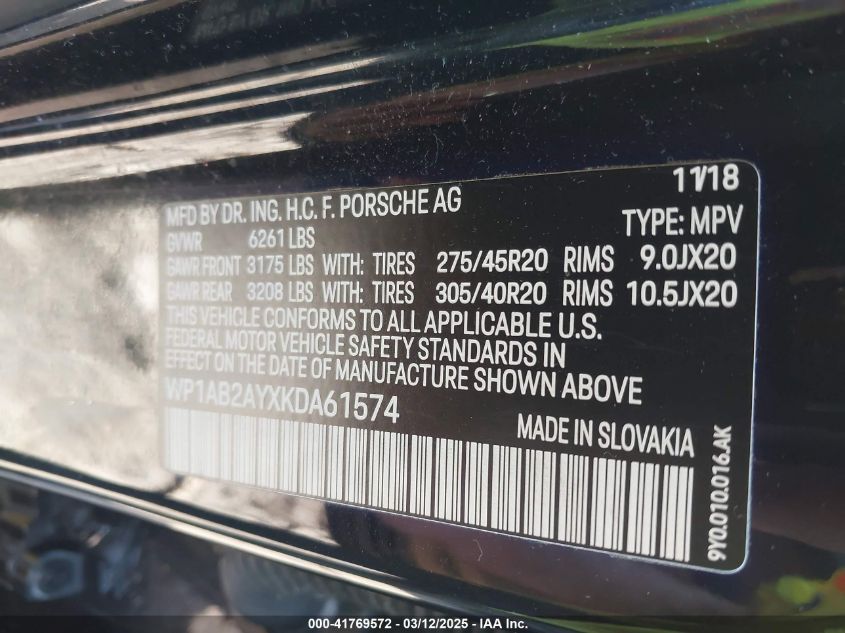 11/18
MFD BY DR. ING. H.C. F. PORSCHE AG
TYPE: MPV
GVWR 6261 LBS
GAWR FRONT 3175 LBS WITH: TIRES 275/45R20 RIMS 9.0JX20
GAWR REAR 3208 LBS WITH: TIRES 305/40R20 RIMS 10.5JX20
THIS VEHICLE CONFORMS TO ALL APPLICABLE U.S.
FEDERAL MOTOR VEHICLE SAFETY STANDARDS IN
EFFECT ON THE DATE OF MANUFACTURE SHOWN ABOVE
WP1AB2AYXKDA61574
MADE IN SLOVAKIA
9Y0.010.016.AK
000-41769572 - 03/12/2025 - IAA Inc.